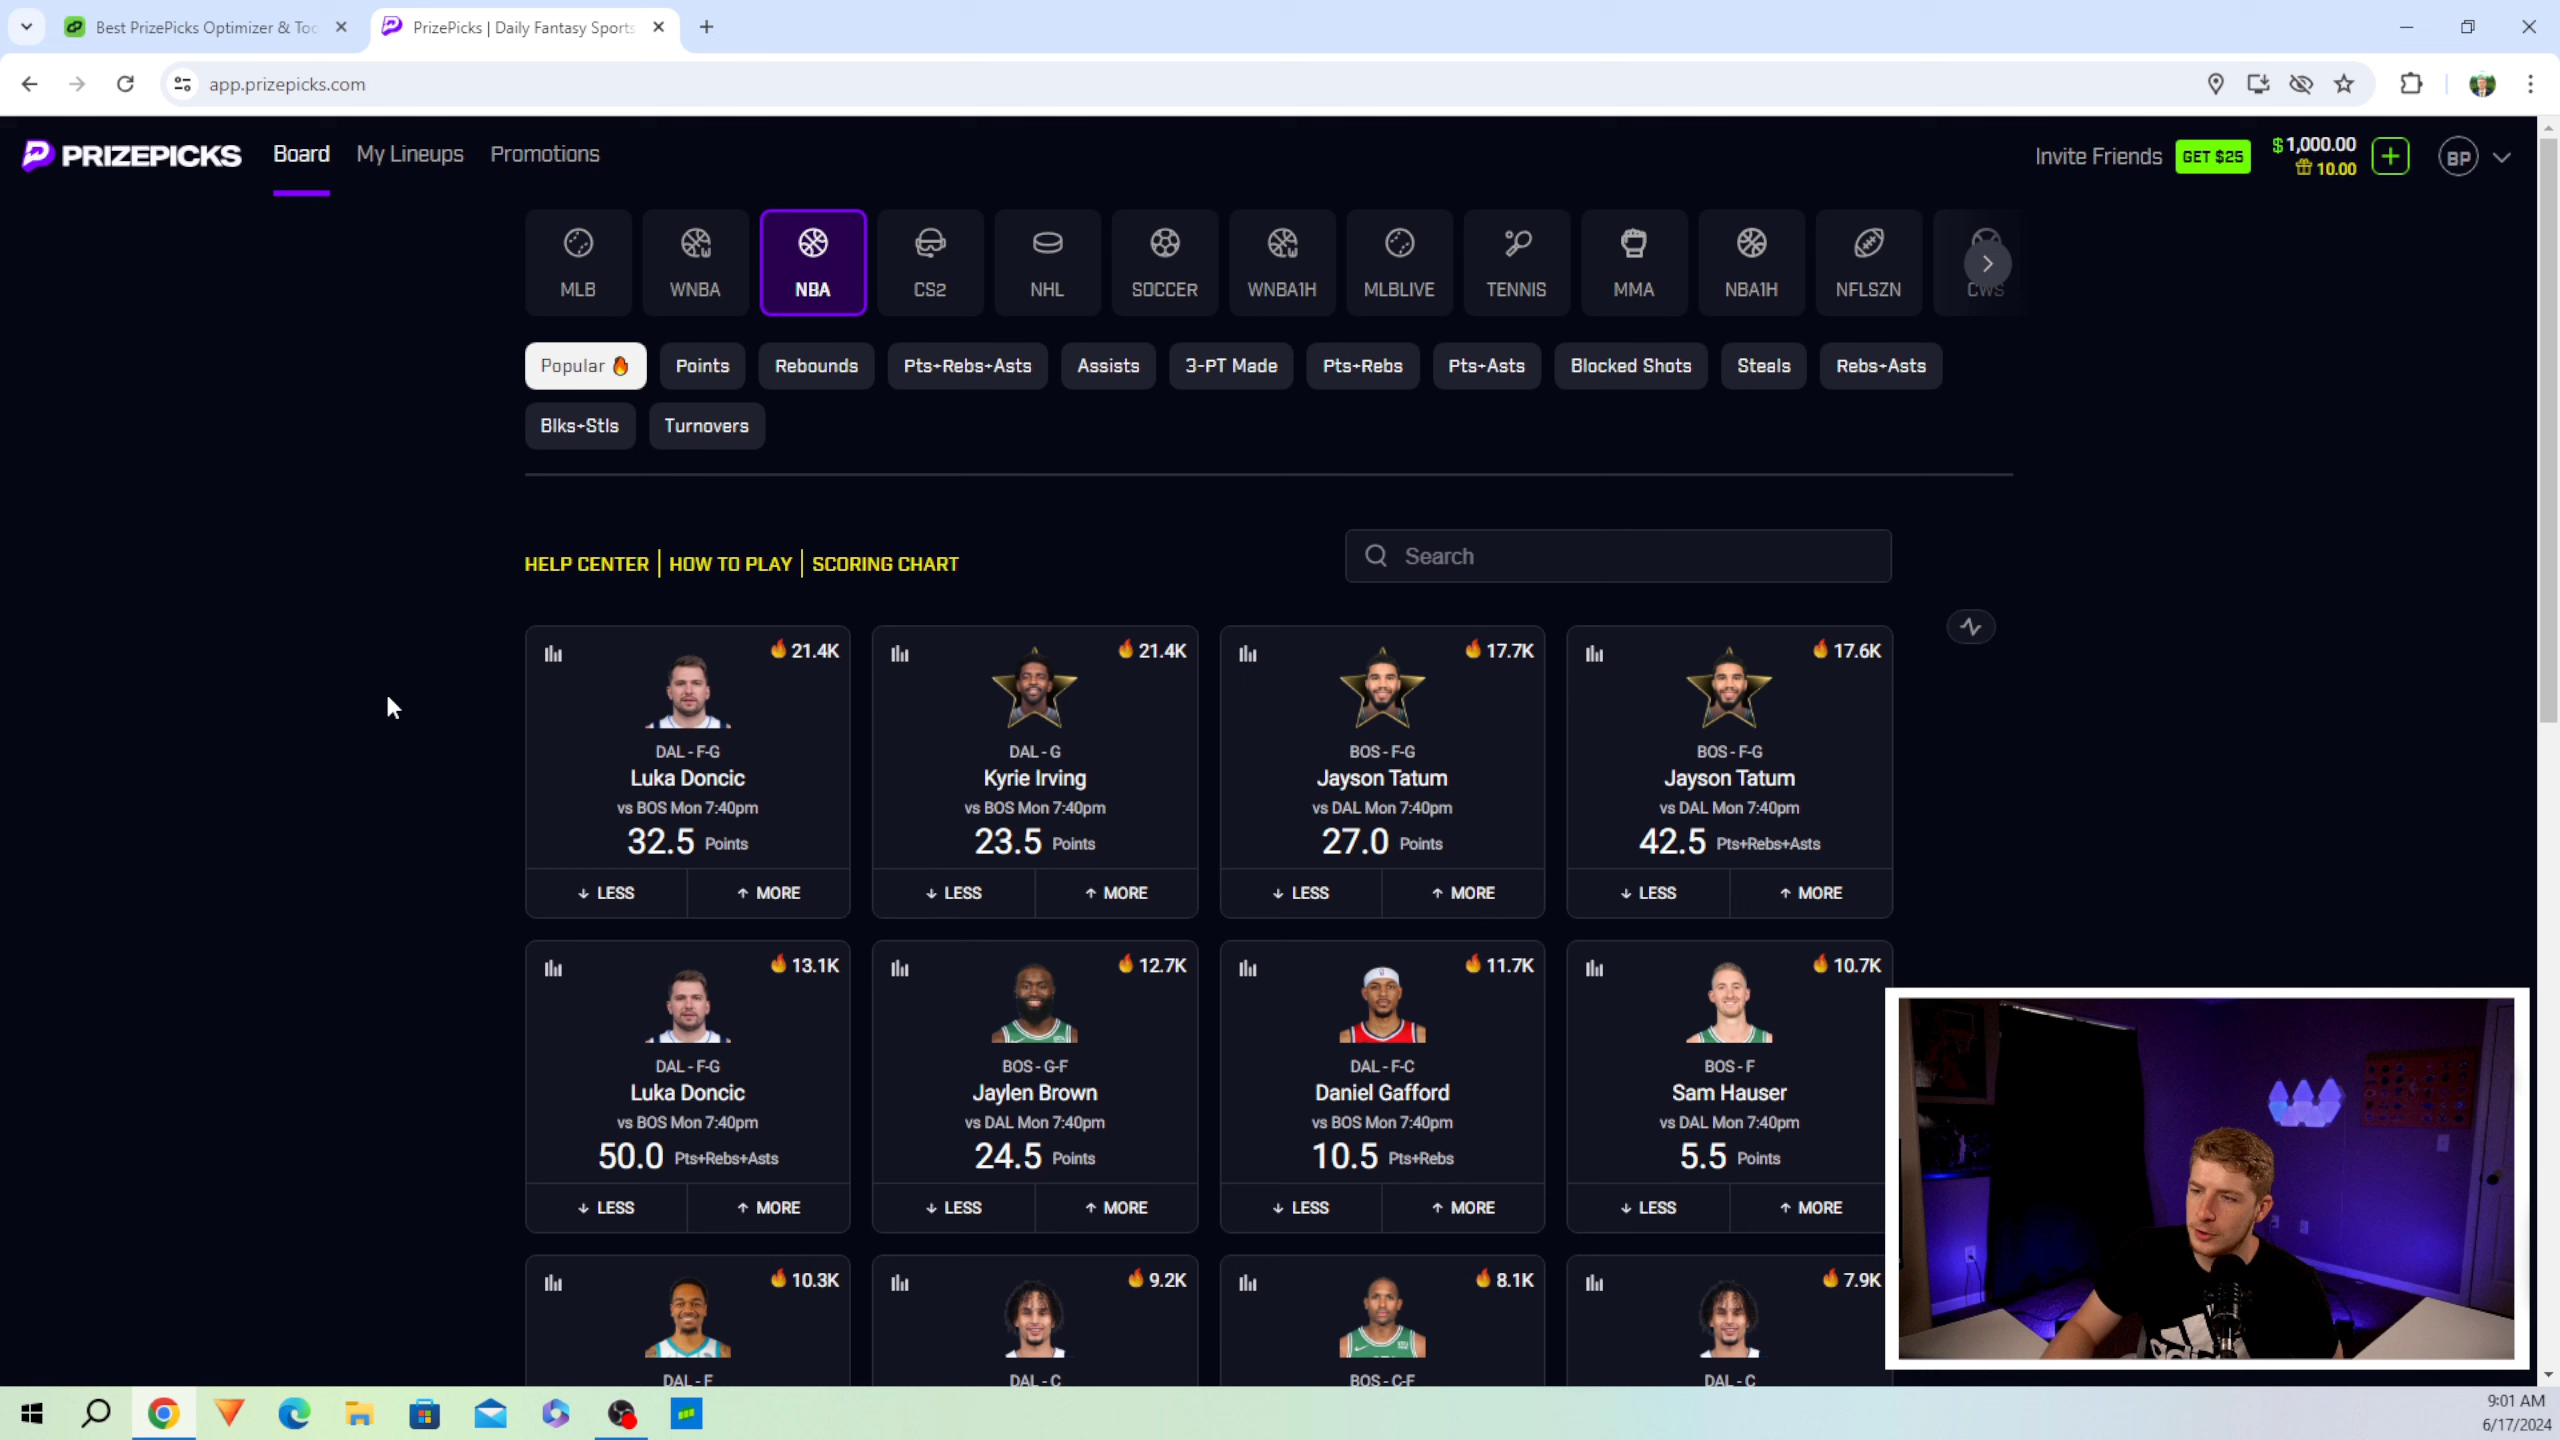 Best PrizePicks Optimizer & Too
PrizePicks | Daily Fantasy Sports
app.prizepicks.com
PRIZEPICKS
Board
My Lineups
Promotions
Invite Friends
GET $25
$1,000.00
10.00
BP
MLB
WNBA
NBA
CS2
NHL
SOCCER
WNBA1H
MLBLIVE
TENNIS
MMA
NBA1H
NFLSZN
CWS
Popular
Points
Rebounds
Pts+Rebs+Asts
Assists
3-PT Made
Pts+Rebs
Pts+Asts
Blocked Shots
Steals
Rebs+Asts
Blks+Stls
Turnovers
HELP CENTER
HOW TO PLAY
SCORING CHART
Search
21.4K
DAL - F-G
Luka Doncic
vs BOS Mon 7:40pm
32.5 Points
LESS
MORE
21.4K
DAL - G
Kyrie Irving
vs BOS Mon 7:40pm
23.5 Points
LESS
MORE
17.7K
BOS - F-G
Jayson Tatum
vs DAL Mon 7:40pm
27.0 Points
LESS
MORE
17.6K
BOS - F-G
Jayson Tatum
vs DAL Mon 7:40pm
42.5 Pts+Rebs+Asts
LESS
MORE
13.1K
DAL - F-G
Luka Doncic
vs BOS Mon 7:40pm
50.0 Pts+Rebs+Asts
LESS
MORE
12.7K
BOS - G-F
Jaylen Brown
vs DAL Mon 7:40pm
24.5 Points
LESS
MORE
11.7K
DAL - F-C
Daniel Gafford
vs BOS Mon 7:40pm
10.5 Pts+Rebs
LESS
MORE
10.7K
BOS - F
Sam Hauser
vs DAL Mon 7:40pm
5.5 Points
LESS
MORE
10.3K
DAL - F
9.2K
DAL - C
8.1K
BOS - C-F
7.9K
DAL - C
adidas
9:01 AM
6/17/2024